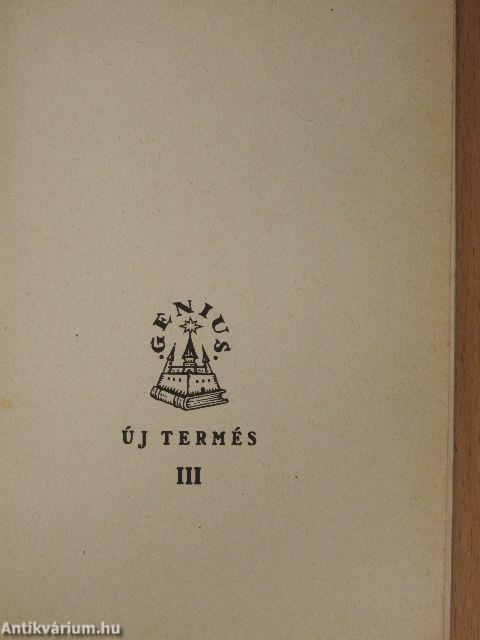 ·GENIUS·
ÚJ TERMÉS
III
Antikvárium.hu